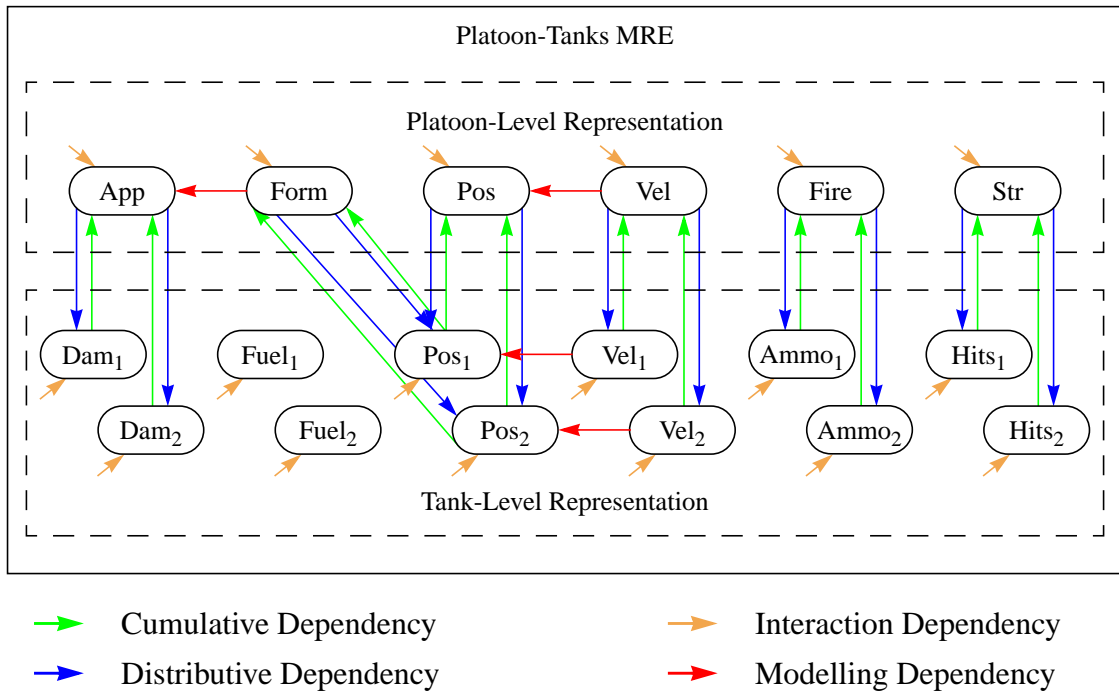 Platoon-Tanks MRE
Platoon-Level Representation
App Form Pos Vel Fire Str
Dam1 Fuel1 Pos1 Vel1 Ammo1 Hits1
Dam2 Fuel2 Pos2 Vel2 Ammo2 Hits2
Tank-Level Representation
Cumulative Dependency Interaction Dependency
Distributive Dependency Modelling Dependency